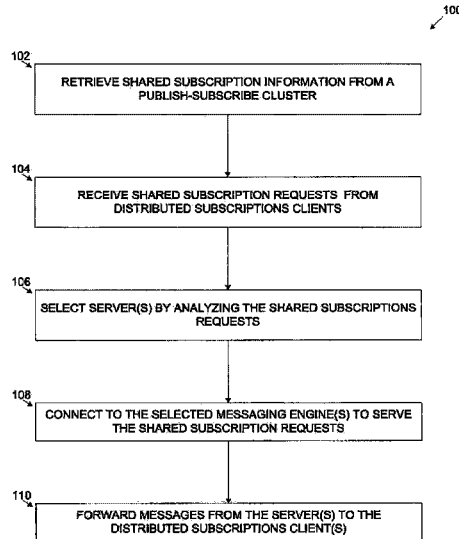 100
102
RETRIEVE SHARED SUBSCRIPTION INFORMATION FROM A
PUBLISH-SUBSCRIBE CLUSTER
104
RECEIVE SHARED SUBSCRIPTION REQUESTS FROM
DISTRIBUTED SUBSCRIPTIONS CLIENTS
106
SELECT SERVER(S) BY ANALYZING THE SHARED SUBSCRIPTIONS
REQUESTS
108
CONNECT TO THE SELECTED MESSAGING ENGINE(S) TO SERVE
THE SHARED SUBSCRIPTION REQUESTS
110
FORWARD MESSAGES FROM THE SERVER(S) TO THE
DISTRIBUTED SUBSCRIPTIONS CLIENT(S)